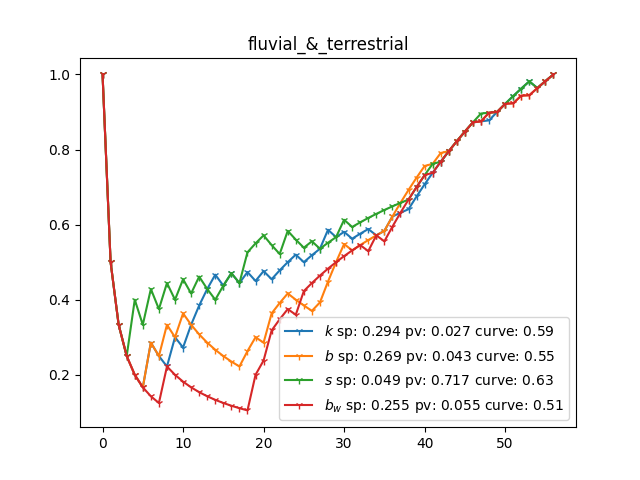 fluvial_&_terrestrial
1.0
0.8
0.6
0.4
0.2
0 10 20 30 40 50
k sp: 0.294 pv: 0.027 curve: 0.59
b sp: 0.269 pv: 0.043 curve: 0.55
s sp: 0.049 pv: 0.717 curve: 0.63
b_w sp: 0.255 pv: 0.055 curve: 0.51